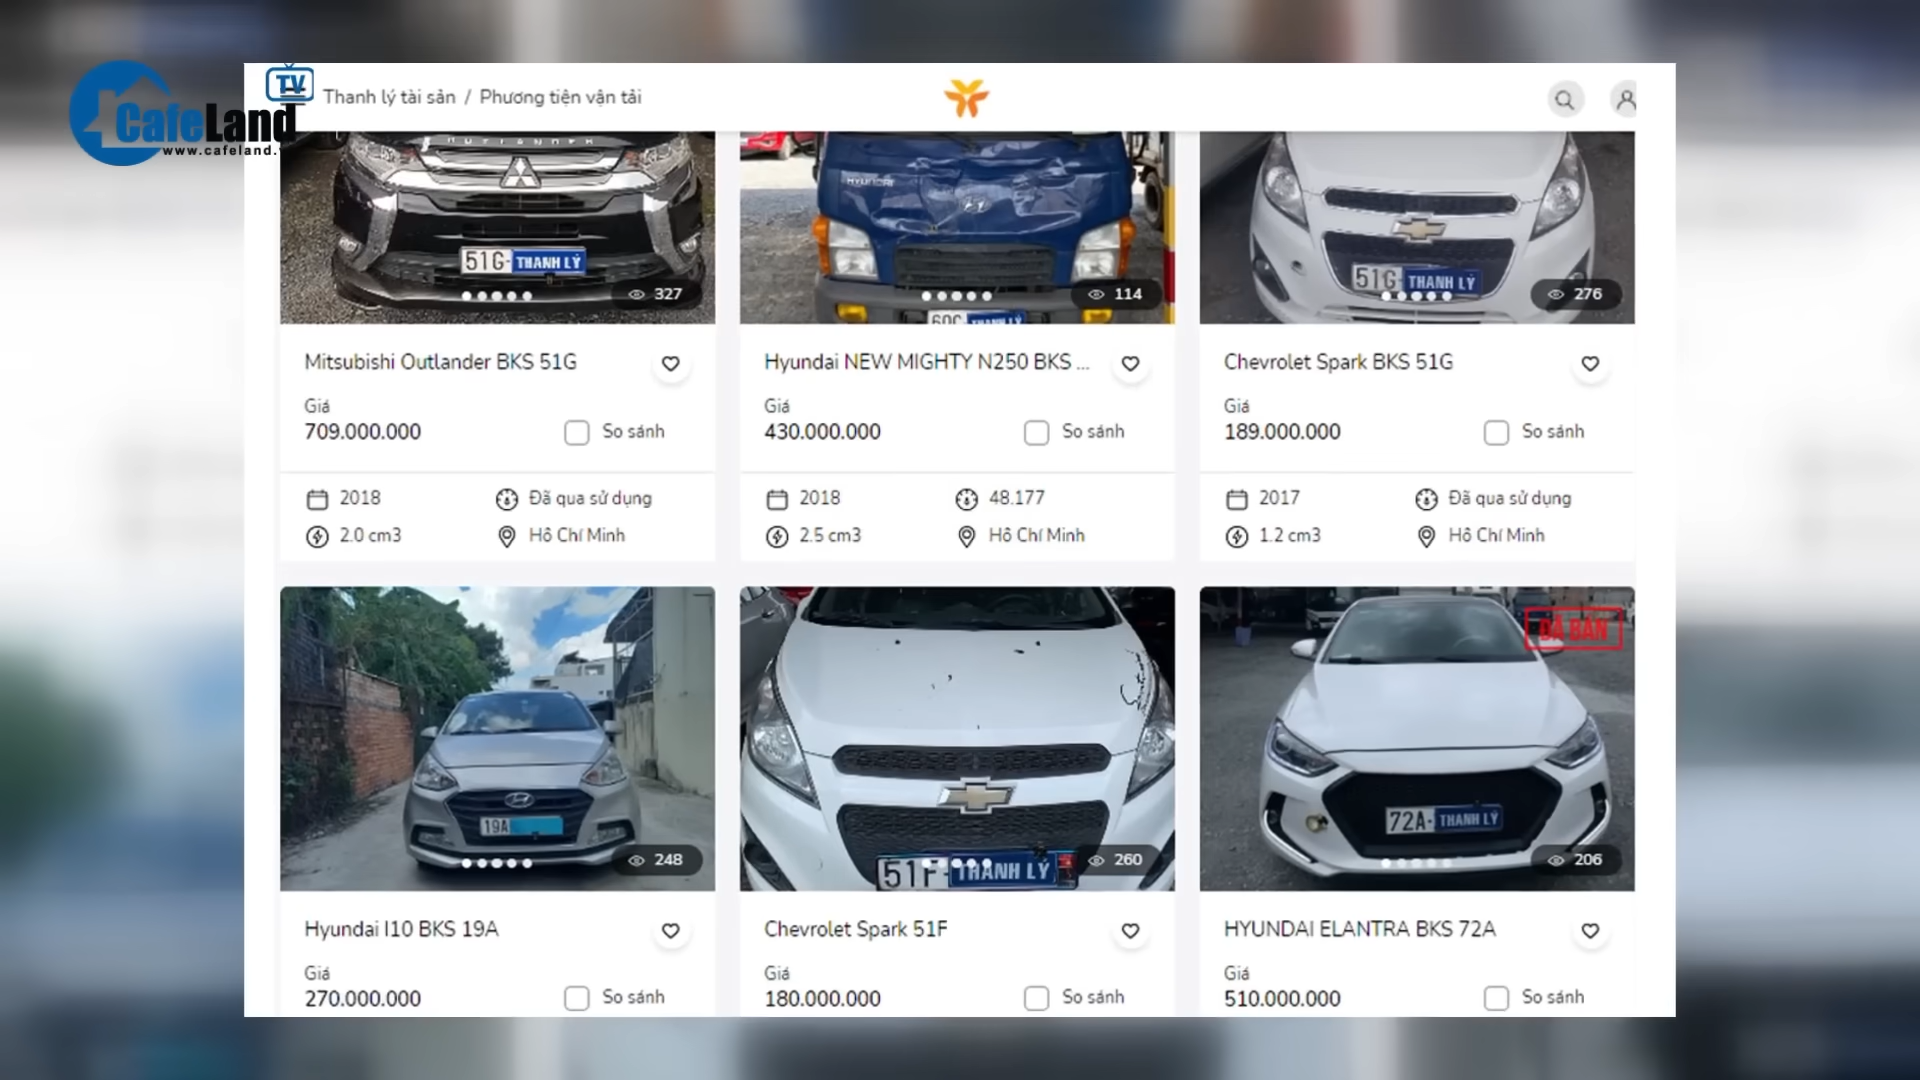 TV
CafeLand
www.cafeland.
Thanh lý tài sản / Phương tiện vận tải
OUTLANDER
51G- THANH LÝ
327
HYUNDAI
60C THANH LÝ
114
51G THANH LÝ
276
Mitsubishi Outlander BKS 51G
Giá
709.000.000
So sánh
2018
Đã qua sử dụng
2.0 cm3
Hồ Chí Minh
Hyundai NEW MIGHTY N250 BKS ...
Giá
430.000.000
So sánh
2018
48.177
2.5 cm3
Hồ Chí Minh
Chevrolet Spark BKS 51G
Giá
189.000.000
So sánh
2017
Đã qua sử dụng
1.2 cm3
Hồ Chí Minh
19A
248
51F- THANH LÝ
260
ĐÃ BÁN
72A- THANH LÝ
206
Hyundai I10 BKS 19A
Giá
270.000.000
So sánh
Chevrolet Spark 51F
Giá
180.000.000
So sánh
HYUNDAI ELANTRA BKS 72A
Giá
510.000.000
So sánh